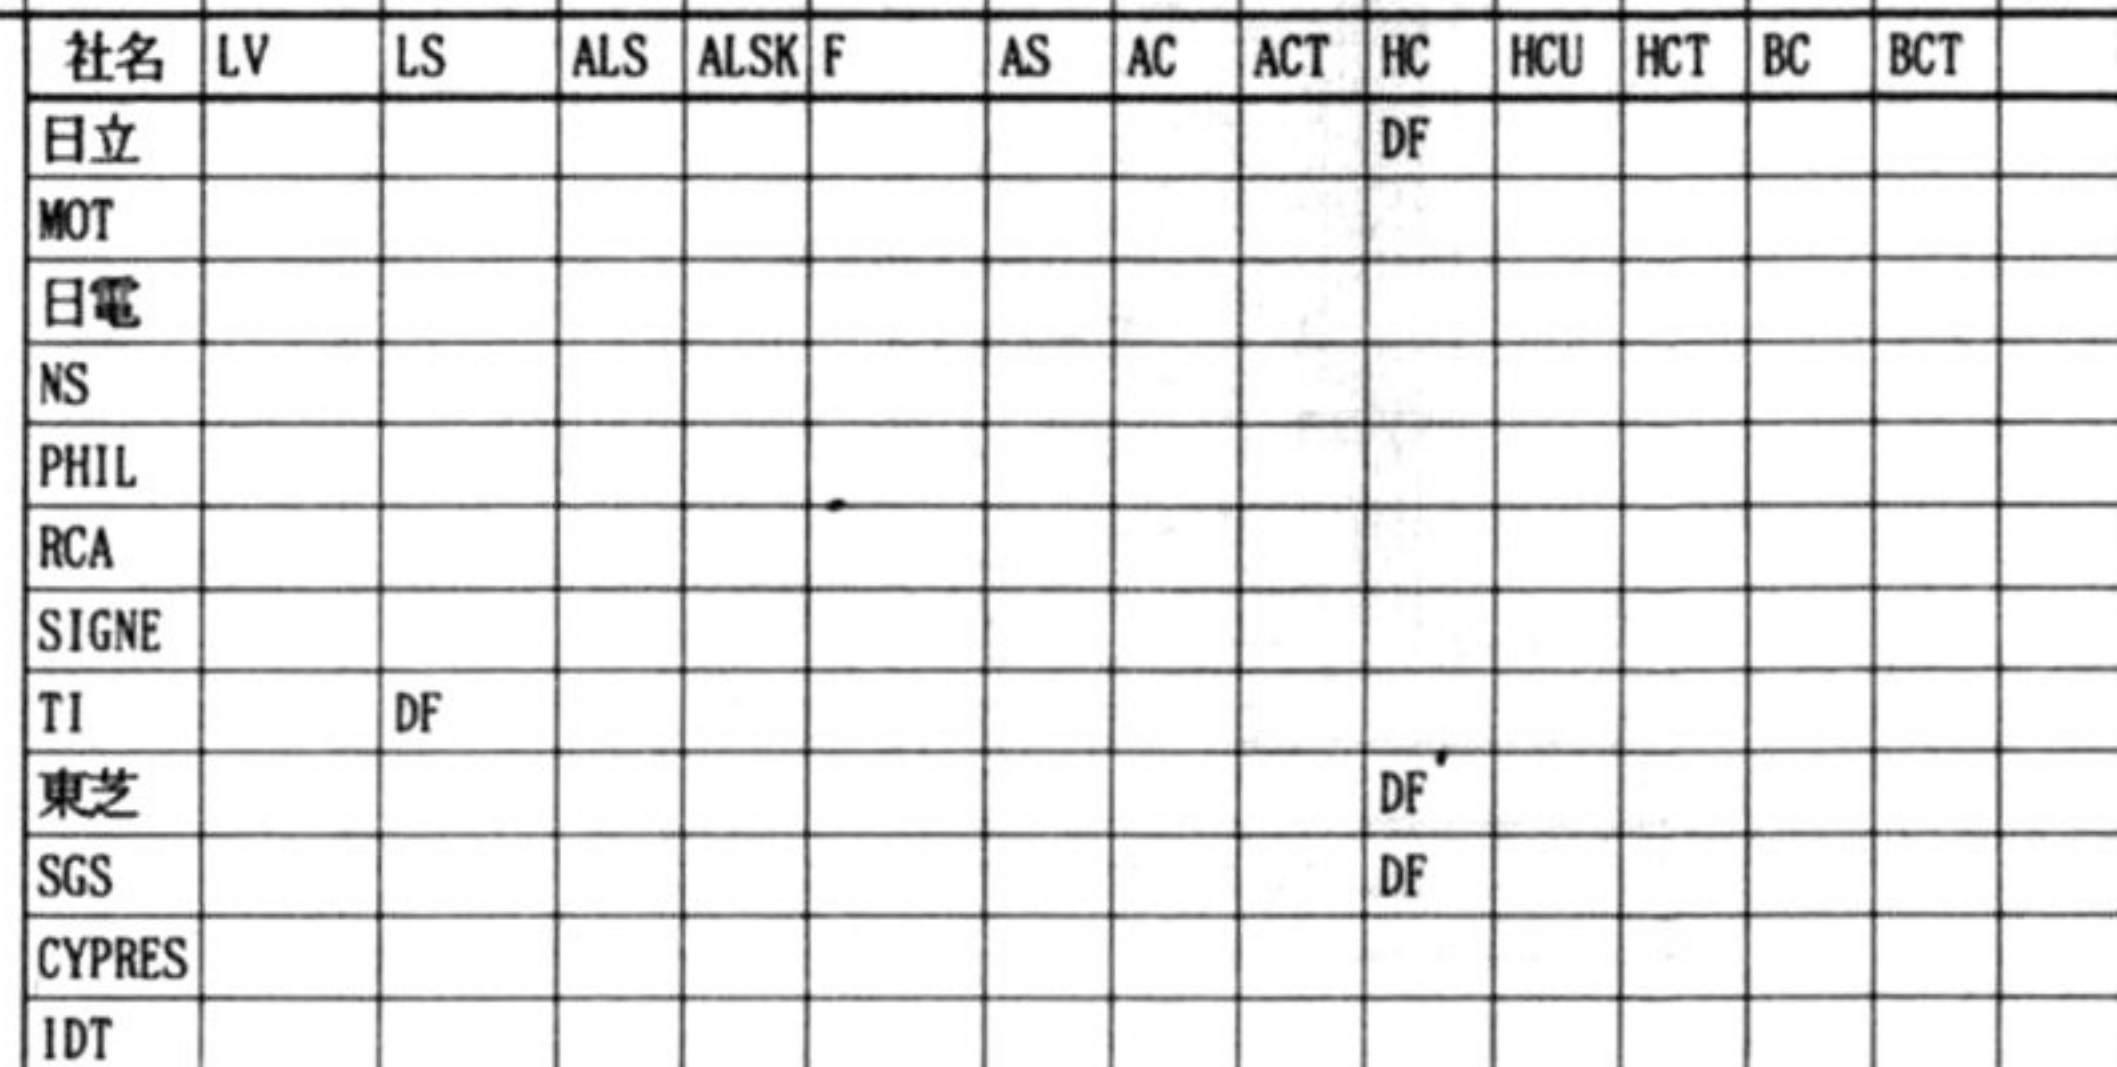 社名 LV LS ALS ALSK F AS AC ACT HC HCU HCT BC BCT
日立 DF
MOT
日電
NS
PHIL
RCA
SIGNE
TI DF
東芝 DF
SGS DF
CYPRES
IDT